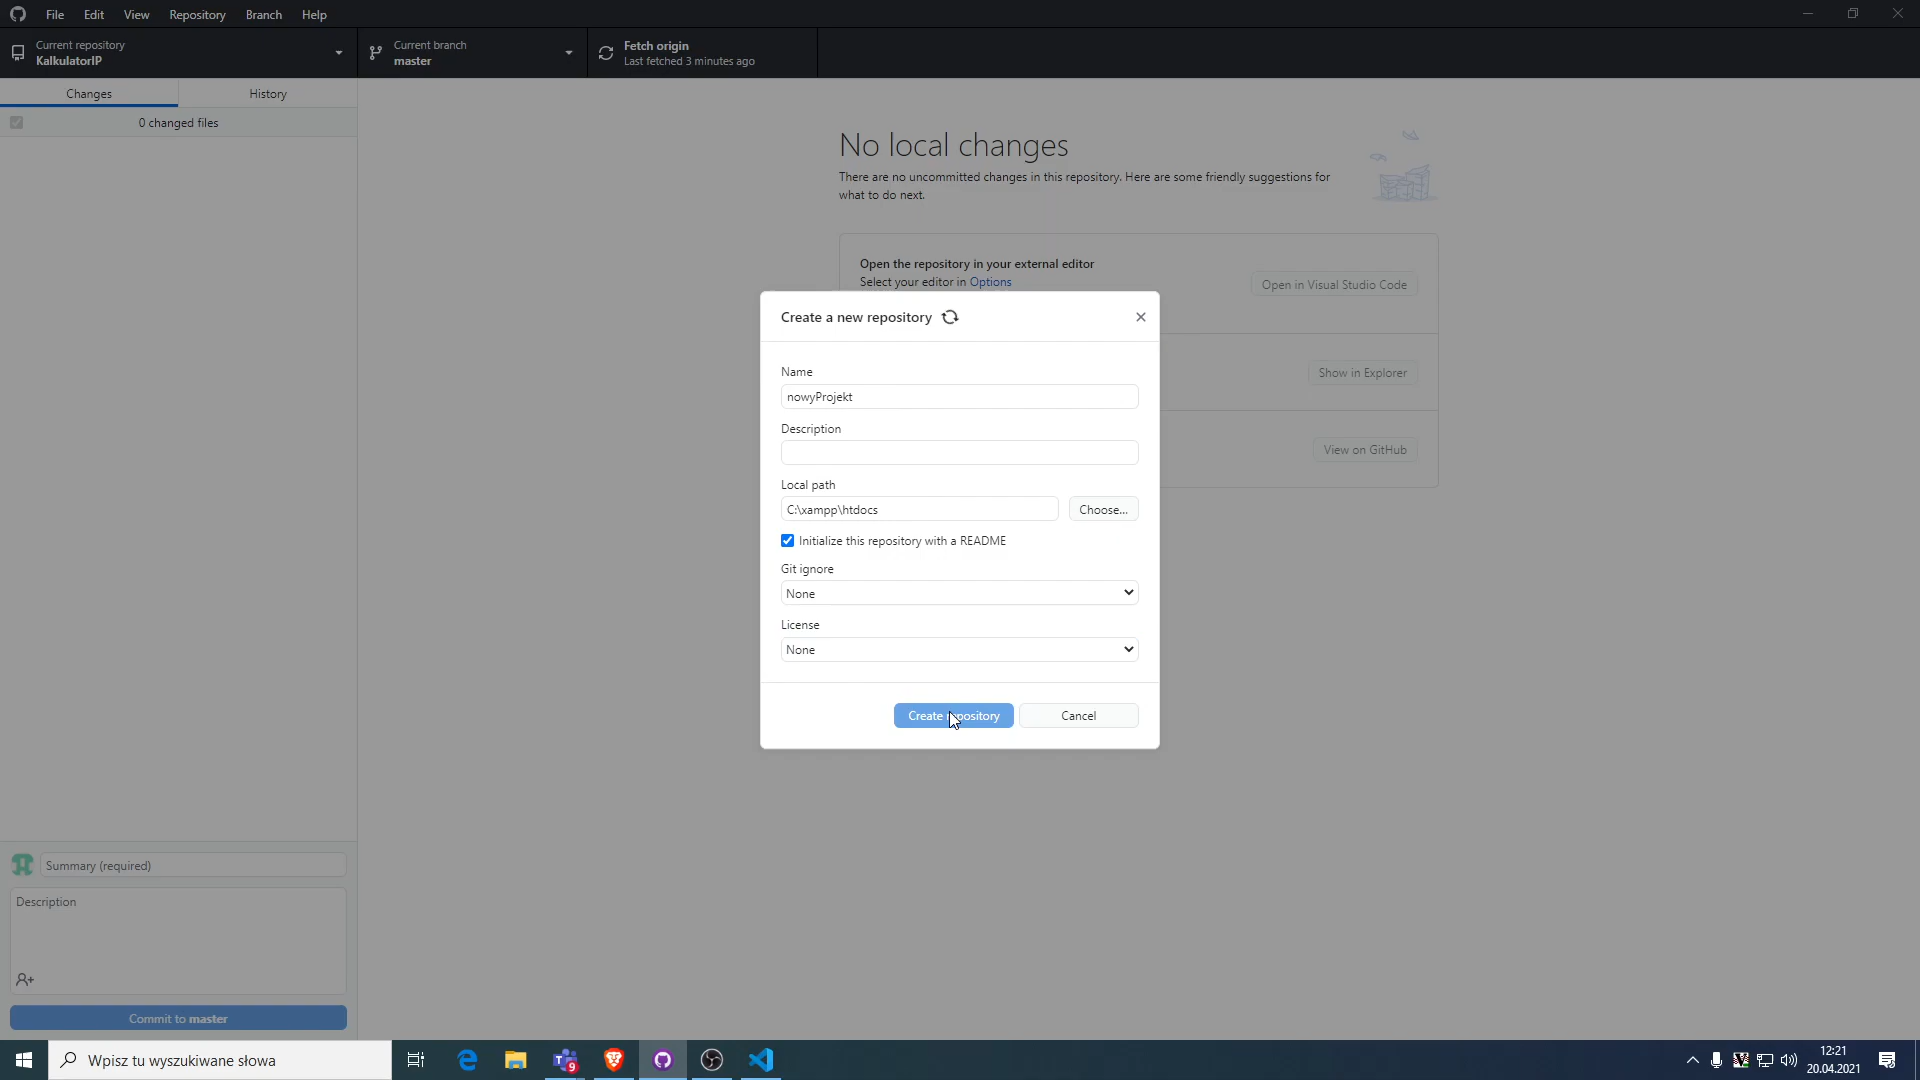 File Edit View Repository Branch Help
Current repository
KalkulatorIP
Current branch
master
Fetch origin
Last fetched 3 minutes ago
Changes
History
0 changed files
No local changes
There are no uncommitted changes in this repository. Here are some friendly suggestions for
what to do next.
Open the repository in your external editor
Select your editor in Options
Open in Visual Studio Code
Show in Explorer
View on GitHub
Create a new repository
Name
nowyProjekt
Description
Local path
C:\xampp\htdocs
Choose...
Initialize this repository with a README
Git ignore
None
License
None
Create repository
Cancel
Summary (required)
Description
Commit to master
Wpisz tu wyszukiwane słowa
9
12:21
20.04.2021